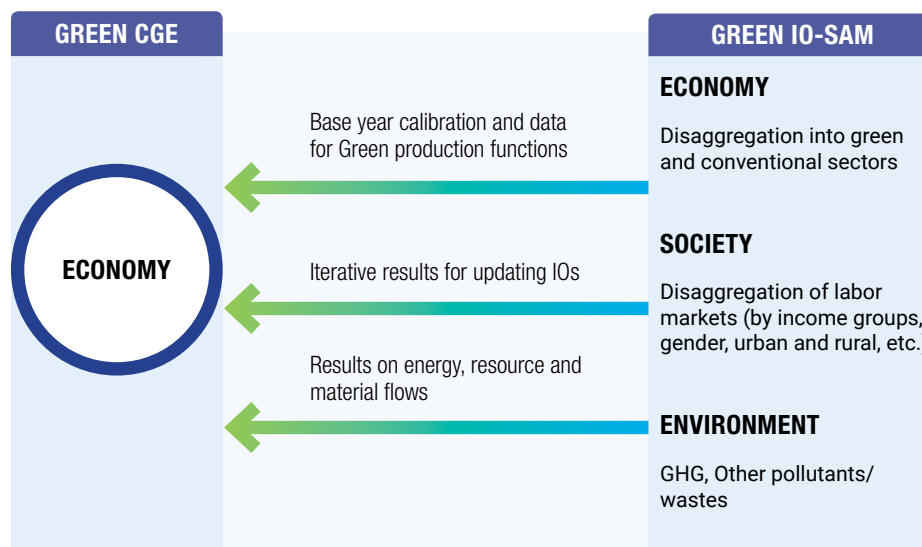 GREEN CGE
GREEN IO-SAM
ECONOMY
Base year calibration and data
for Green production functions
Iterative results for updating IOs
Results on energy, resource and
material flows
ECONOMY
Disaggregation into green
and conventional sectors
SOCIETY
Disaggregation of labor
markets (by income groups,
gender, urban and rural, etc.
ENVIRONMENT
GHG, Other pollutants/
wastes